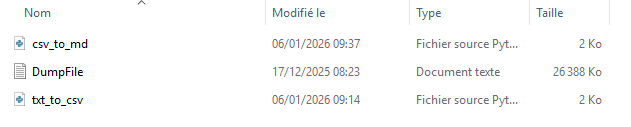 Nom Modifié le Type Taille
csv_to_md 06/01/2026 09:37 Fichier source Pyt... 2 Ko
DumpFile 17/12/2025 08:23 Document texte 26 388 Ko
txt_to_csv 06/01/2026 09:14 Fichier source Pyt... 2 Ko